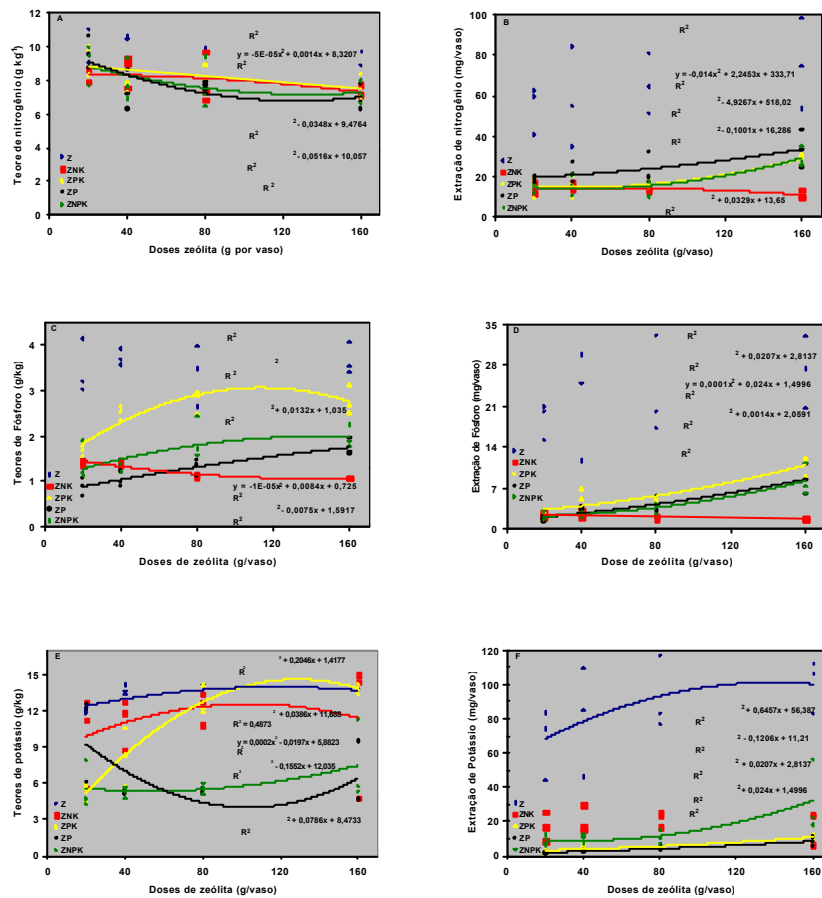 A
Teore de nitrogênio (g kg-1)
12
10
8
6
4
2
0
R²
y = -5E-05x² + 0,0014x + 8,3207
R²
R²
² - 0,0348x + 9,4764
² - 0,0516x + 10,057
R²
R²
Z
ZNK
ZPK
ZP
ZNPK
0 40 80 120 160
Doses zeólita (g por vaso)
B
Extração de nitrogênio (mg/vaso)
100
80
60
40
20
0
R²
y = -0,014x² + 2,2453x + 333,71
R²
² - 4,9267x + 518,02
R²
² - 0,1001x + 16,286
R²
² + 0,0329x + 13,65
R²
Z
ZNK
ZPK
ZP
ZNPK
0 40 80 120 160
Doses zeólita (g/vaso)
C
Teores de Fósforo (g/kg)
4
3
2
1
0
R²
²
R²
² + 0,0132x + 1,035
R²
y = -1E-05x² + 0,0084x + 0,725
R²
² - 0,0075x + 1,5917
R²
Z
ZNK
ZPK
ZP
ZNPK
0 40 80 120 160
Doses de zeólita (g/vaso)
D
Extração de Fósforo (mg/vaso)
35
28
21
14
7
0
R²
² + 0,0207x + 2,8137
R²
y = 0,0001x² + 0,024x + 1,4996
R²
² + 0,0014x + 2,0591
R²
R²
Z
ZNK
ZPK
ZP
ZNPK
0 40 80 120 160
Dose de zeólita (g/vaso)
E
Teores de potássio (g/kg)
15
12
9
6
3
0
² + 0,2046x + 1,4177
R²
² + 0,0386x + 11,663
R² = 0,4873
y = 0,0002x² - 0,0197x + 5,8823
R²
² - 0,1552x + 12,035
R²
² + 0,0786x + 8,4733
R²
Z
ZNK
ZPK
ZP
ZNPK
0 40 80 120 160
Doses de zeólita (g/vaso)
F
Extração de Potássio (mg/vaso)
120
100
80
60
40
20
0
R²
² + 0,6457x + 56,387
R²
² - 0,1206x + 11,21
R²
² + 0,0207x + 2,8137
R²
² + 0,024x + 1,4996
R²
Z
ZNK
ZPK
ZP
ZNPK
0 40 80 120 160
Doses de zeólita (g/vaso)